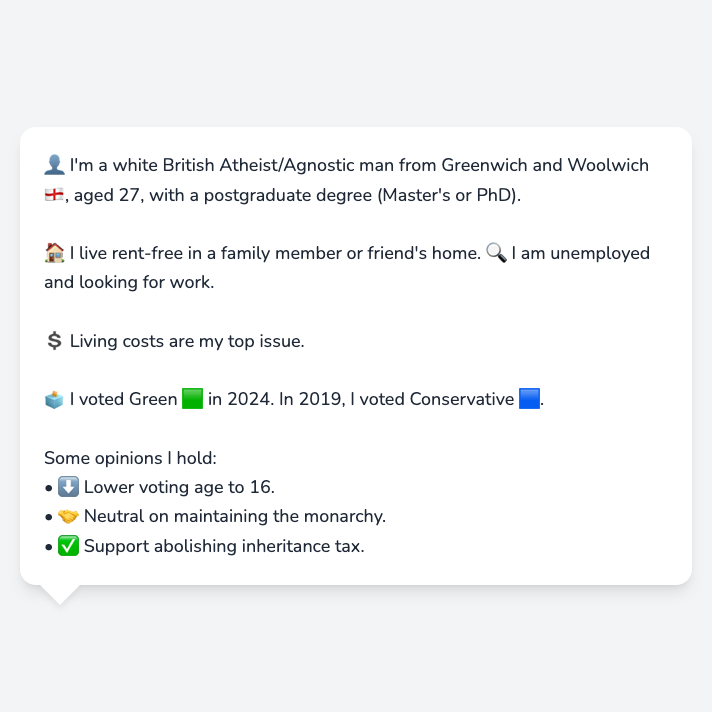 👤 I'm a white British Atheist/Agnostic man from Greenwich and Woolwich
🏴󠁧󠁢󠁥󠁮󠁧󠁿, aged 27, with a postgraduate degree (Master's or PhD).
🏠 I live rent-free in a family member or friend's home. 🔍 I am unemployed
and looking for work.
💲 Living costs are my top issue.
🗳️ I voted Green 🟩 in 2024. In 2019, I voted Conservative 🟦.
Some opinions I hold:
• ⬇️ Lower voting age to 16.
• 🤝 Neutral on maintaining the monarchy.
• ✅ Support abolishing inheritance tax.